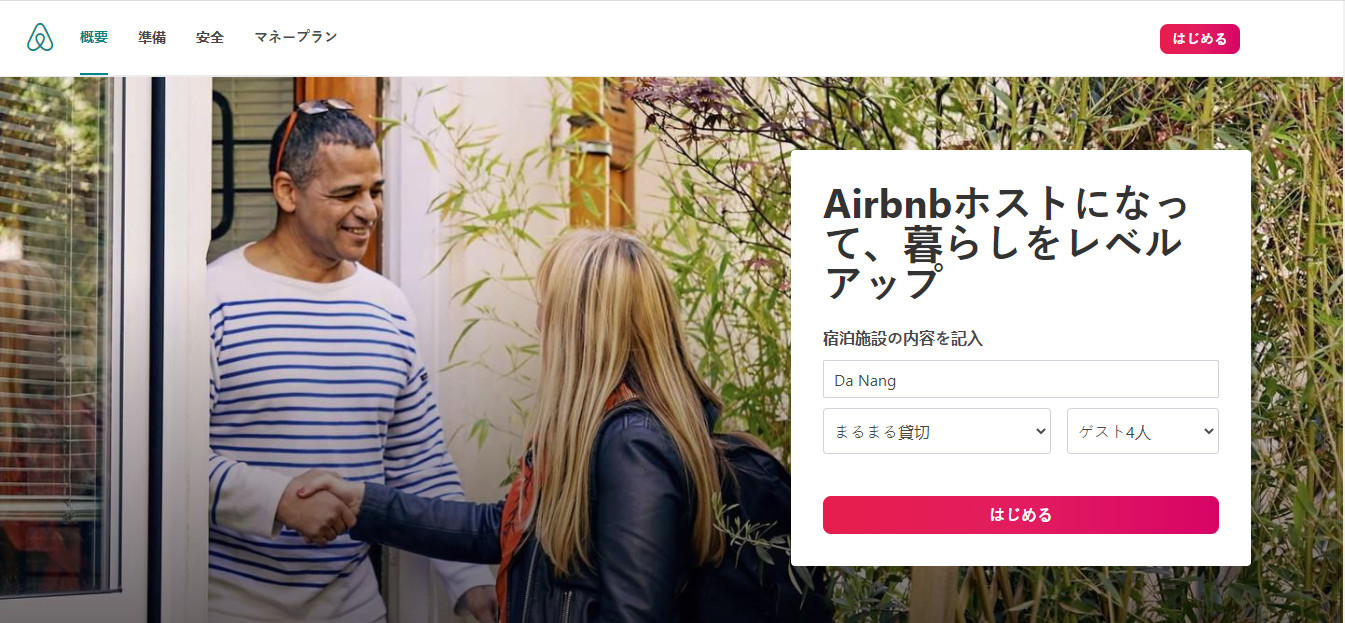 概要 準備 安全 マネープラン はじめる
Airbnbホストになっ
て、暮らしをレベル
アップ
宿泊施設の内容を記入
Da Nang
まるまる貸切 ゲスト4人
はじめる